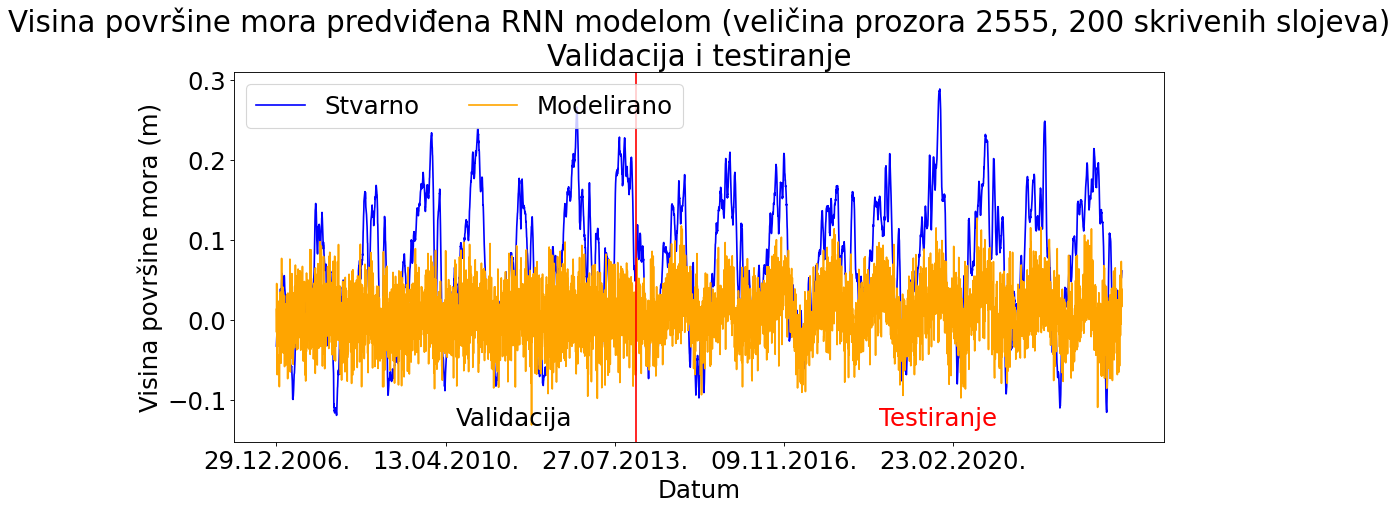 Visina površine mora predviđena RNN modelom (veličina prozora 2555, 200 skrivenih slojeva)
Validacija i testiranje
Stvarno
Modelirano
Visina površine mora (m)
0.3
0.2
0.1
0.0
−0.1
Validacija
Testiranje
29.12.2006.
13.04.2010.
27.07.2013.
09.11.2016.
23.02.2020.
Datum